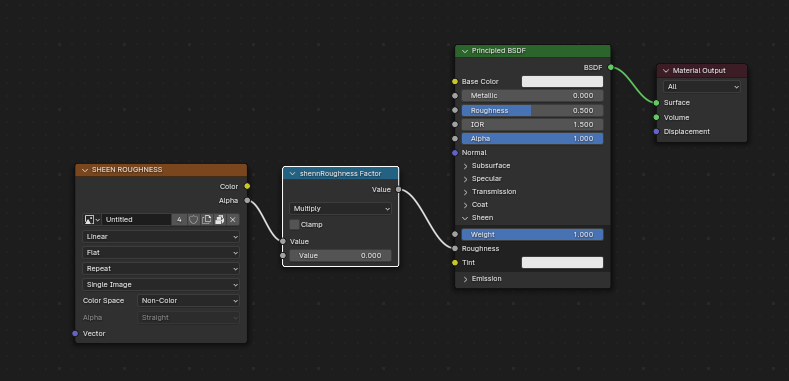 SHEEN ROUGHNESS
Color
Alpha
Untitled
4
Linear
Flat
Repeat
Single Image
Color Space Non-Color
Alpha Straight
Vector
shennRoughness Factor
Value
Multiply
Clamp
Value
Value 0.000
Principled BSDF
BSDF
Base Color
Metallic 0.000
Roughness 0.500
IOR 1.500
Alpha 1.000
Normal
Subsurface
Specular
Transmission
Coat
Sheen
Weight 1.000
Roughness
Tint
Emission
Material Output
All
Surface
Volume
Displacement